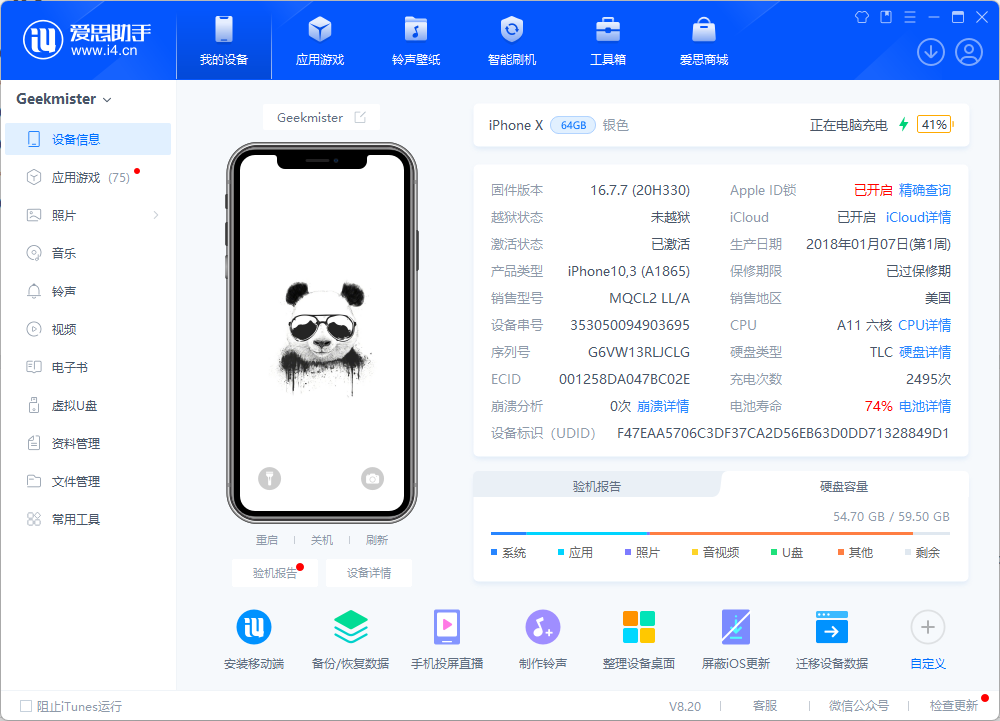 iU 爱思助手
www.i4.cn
我的设备 应用游戏 铃声壁纸 智能刷机 工具箱 爱思商城
Geekmister
设备信息
应用游戏 (75)
照片
音乐
铃声
视频
电子书
虚拟U盘
资料管理
文件管理
常用工具
Geekmister
重启 关机 刷新
验机报告 设备详情
iPhone X 64GB 银色 正在电脑充电 41%
固件版本 16.7.7 (20H330) Apple ID锁 已开启 精确查询
越狱状态 未越狱 iCloud 已开启 iCloud详情
激活状态 已激活 生产日期 2018年01月07日(第1周)
产品类型 iPhone10,3 (A1865) 保修期限 已过保修期
销售型号 MQCL2 LL/A 销售地区 美国
设备串号 353050094903695 CPU A11 六核 CPU详情
序列号 G6VW13RLJCLG 硬盘类型 TLC 硬盘详情
ECID 001258DA047BC02E 充电次数 2495次
崩溃分析 0次 崩溃详情 电池寿命 74% 电池详情
设备标识（UDID） F47EAA5706C3DF37CA2D56EB63D0DD71328849D1
验机报告 硬盘容量
54.70 GB / 59.50 GB
系统 应用 照片 音视频 U盘 其他 剩余
iU
安装移动端 备份/恢复数据 手机投屏直播 制作铃声 整理设备桌面 屏蔽iOS更新 迁移设备数据 自定义
阻止iTunes运行 V8.20 客服 微信公众号 检查更新